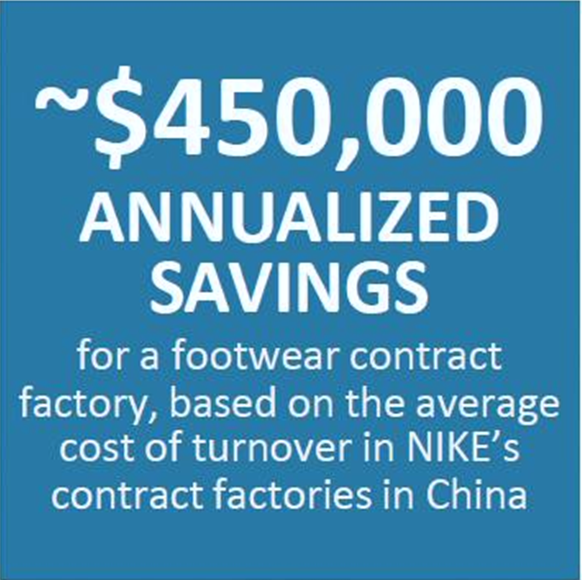 ~$450,000
ANNUALIZED
SAVINGS
for a footwear contract
factory, based on the average
cost of turnover in NIKE’s
contract factories in China